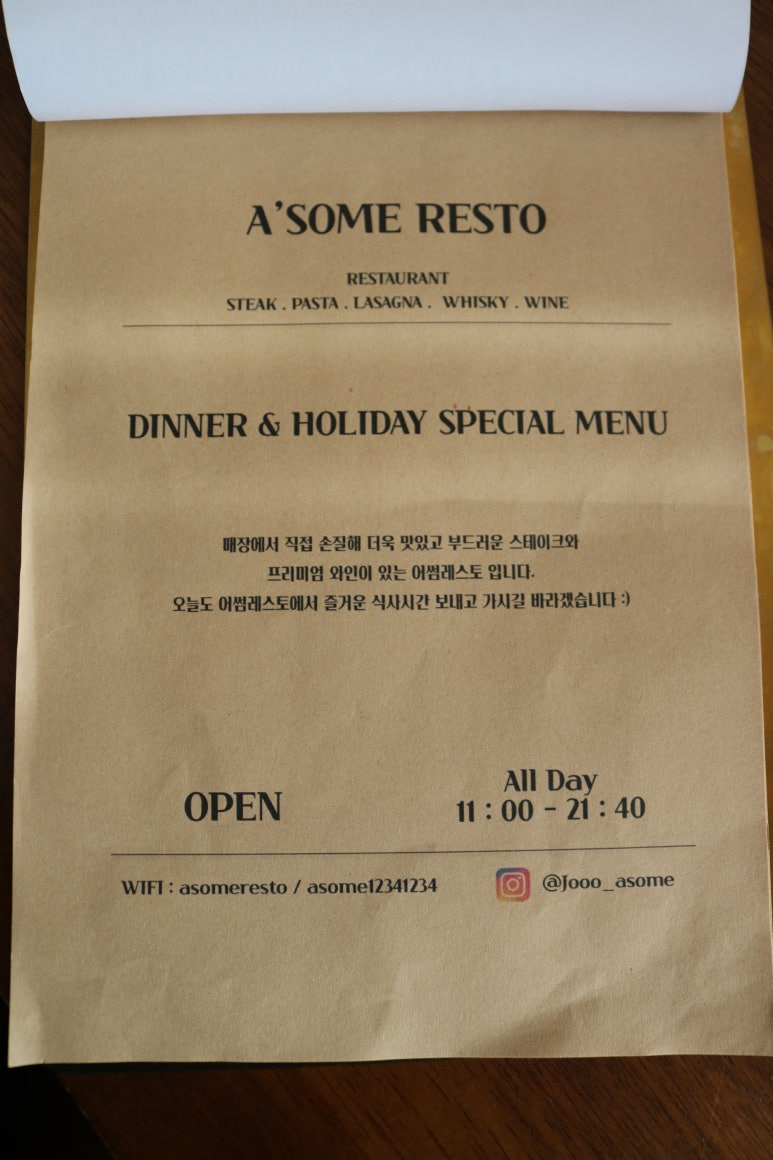 A'SOME RESTO
RESTAURANT
STEAK . PASTA . LASAGNA . WHISKY . WINE
DINNER & HOLIDAY SPECIAL MENU
매장에서 직접 손질해 더욱 맛있고 부드러운 스테이크와
프리미엄 와인이 있는 어썸레스토 입니다.
오늘도 어썸레스토에서 즐거운 식사시간 보내고 가시길 바라겠습니다 :)
OPEN
All Day
11 : 00 - 21 : 40
WIFI : asomeresto / asome12341234
@Jooo_asome